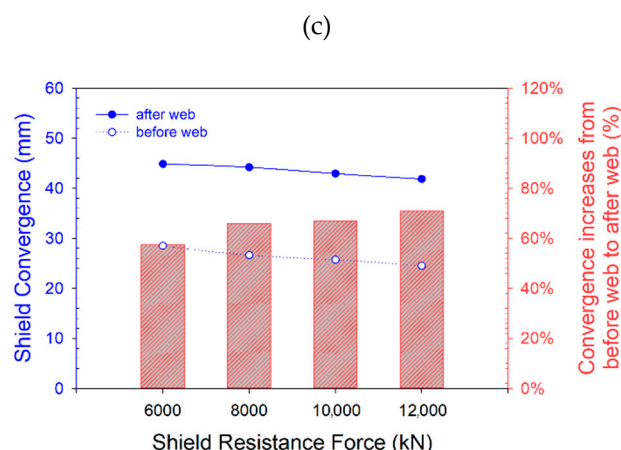 (c)
60
50
40
30
20
10
0
Shield Convergence (mm)
after web
before web
120%
100%
80%
60%
40%
20%
0%
Convergence increases from
before web to after web (%)
6000 8000 10,000 12,000
Shield Resistance Force (kN)